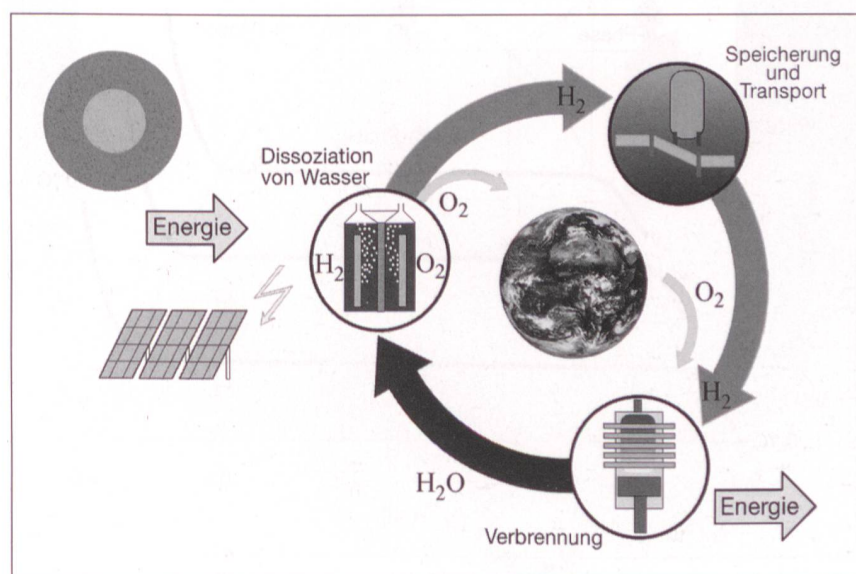 Speicherung
und
Transport
H₂
Dissoziation
von Wasser
O₂
Energie
H₂ O₂
O₂
H₂
H₂O
Energie
Verbrennung